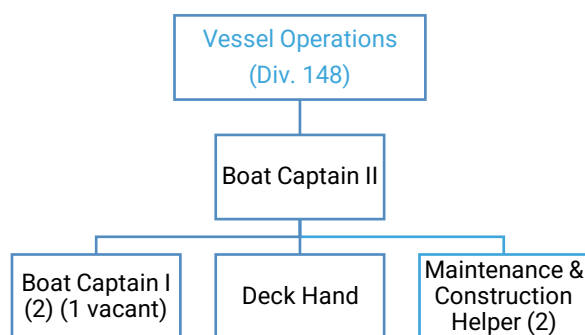 Vessel Operations
(Div. 148)
Boat Captain II
Boat Captain I
(2) (1 vacant)
Deck Hand
Maintenance &
Construction
Helper (2)